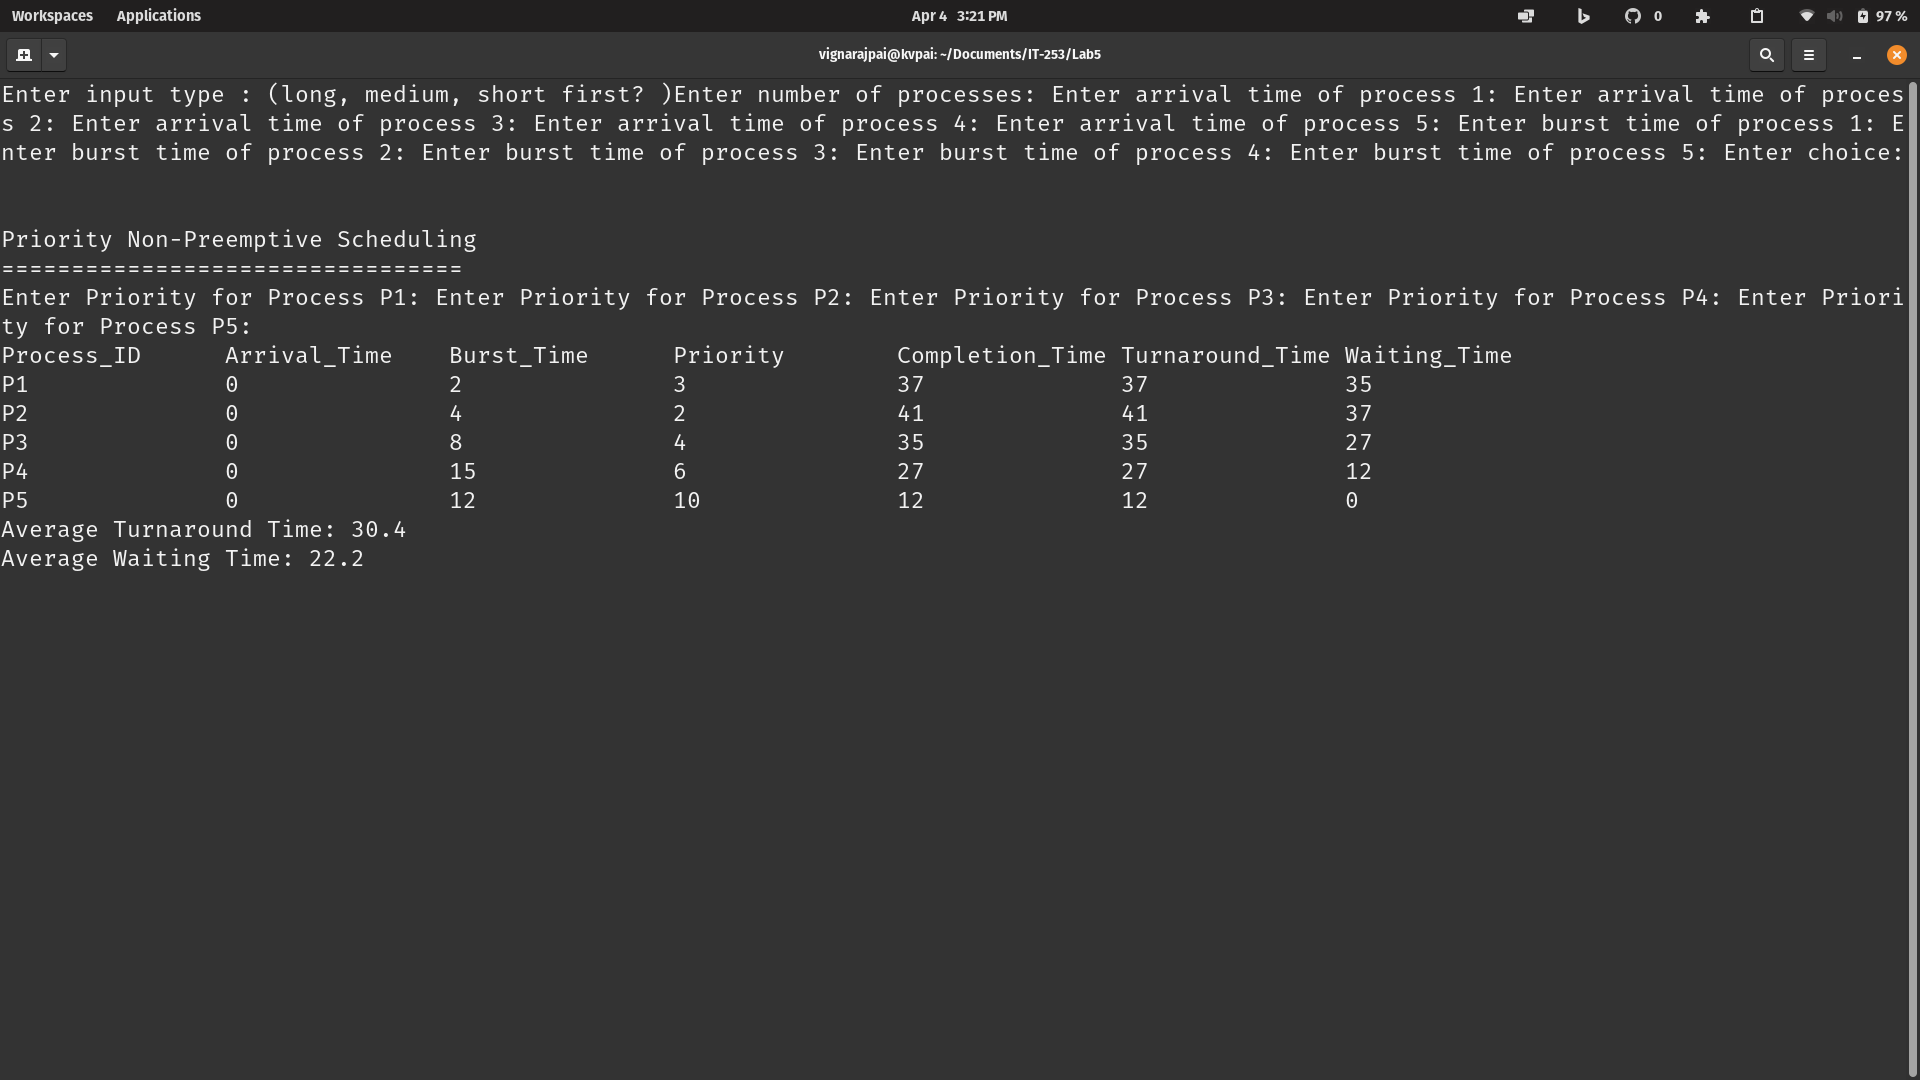 Workspaces Applications Apr 4 3:21 PM 0 97 %
vignarajpai@kvpai: ~/Documents/IT-253/Lab5
Enter input type : (long, medium, short first? )Enter number of processes: Enter arrival time of process 1: Enter arrival time of proces
s 2: Enter arrival time of process 3: Enter arrival time of process 4: Enter arrival time of process 5: Enter burst time of process 1: E
nter burst time of process 2: Enter burst time of process 3: Enter burst time of process 4: Enter burst time of process 5: Enter choice:
Priority Non-Preemptive Scheduling
=================================
Enter Priority for Process P1: Enter Priority for Process P2: Enter Priority for Process P3: Enter Priority for Process P4: Enter Priori
ty for Process P5:
Process_ID Arrival_Time Burst_Time Priority Completion_Time Turnaround_Time Waiting_Time
P1 0 2 3 37 37 35
P2 0 4 2 41 41 37
P3 0 8 4 35 35 27
P4 0 15 6 27 27 12
P5 0 12 10 12 12 0
Average Turnaround Time: 30.4
Average Waiting Time: 22.2